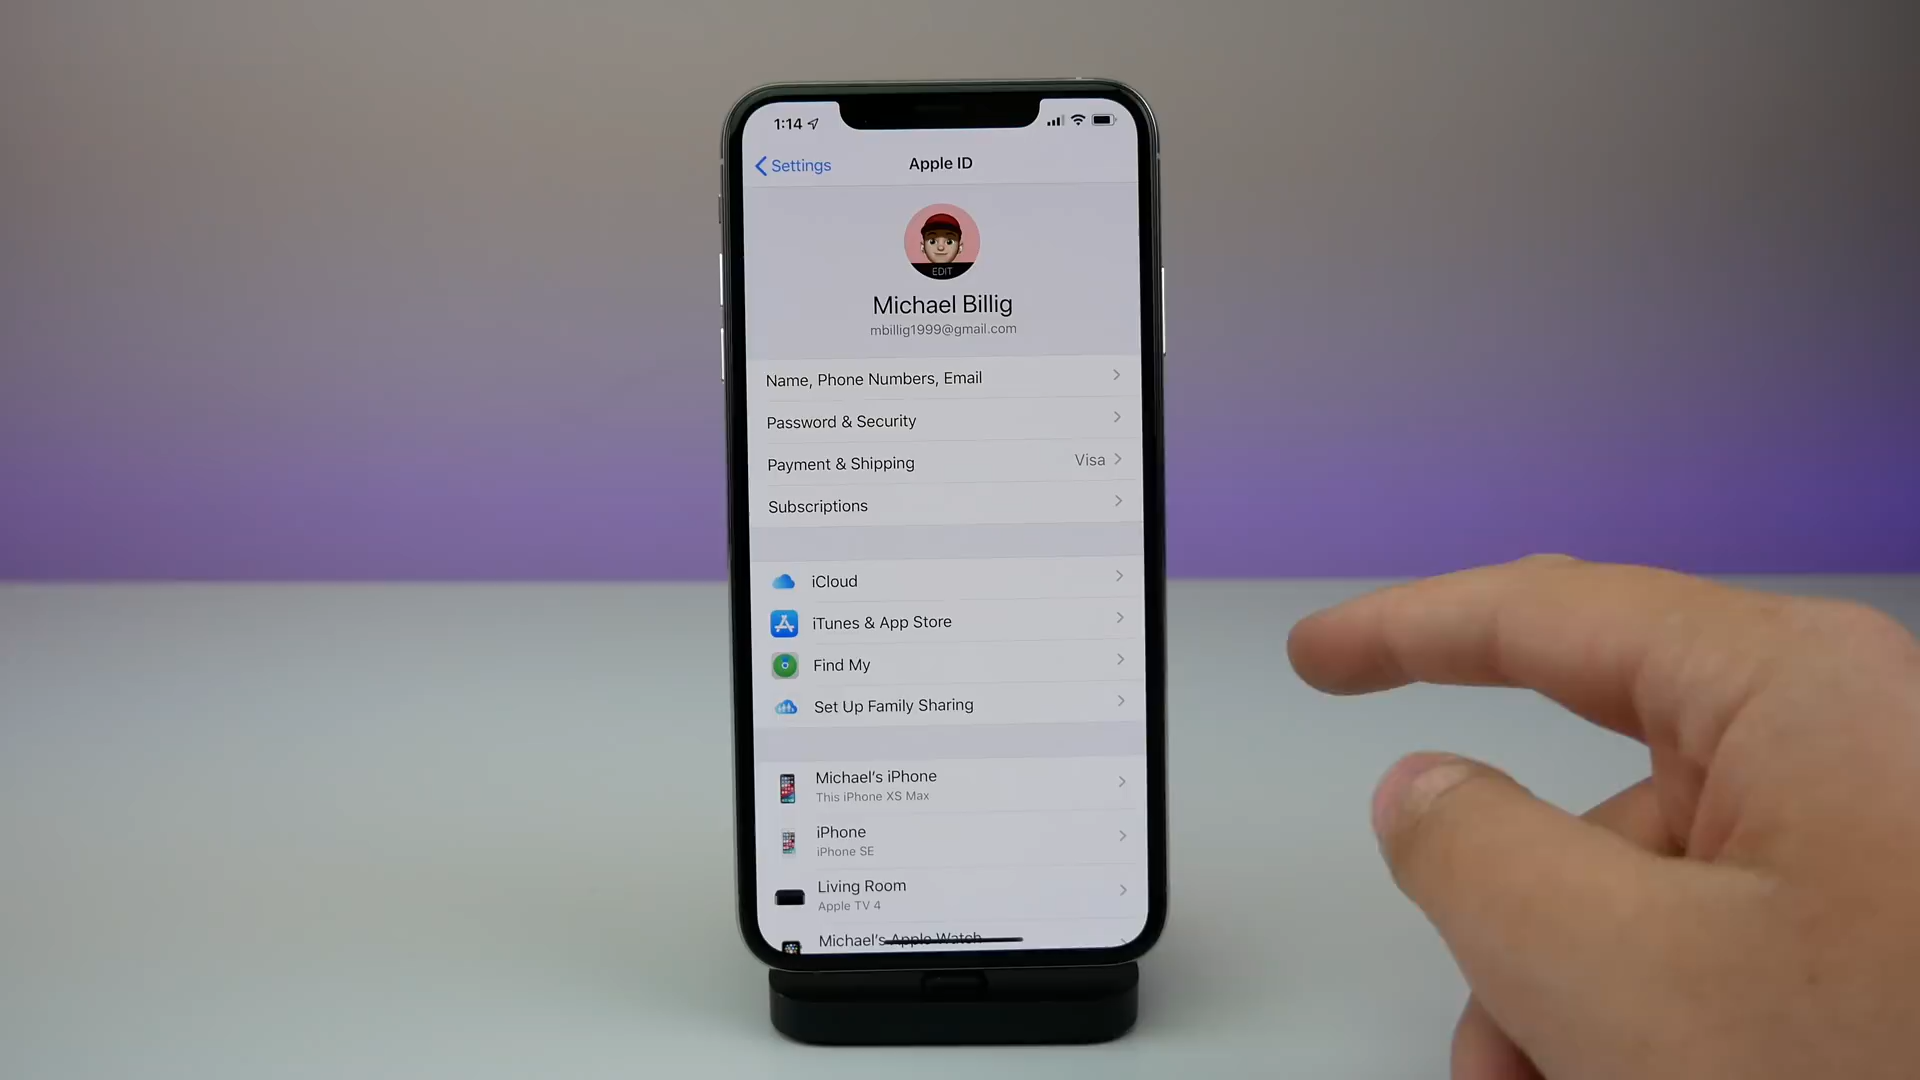 1:14
Settings
Apple ID
EDIT
Michael Billig
mbillig1999@gmail.com
Name, Phone Numbers, Email
Password & Security
Payment & Shipping Visa
Subscriptions
iCloud
iTunes & App Store
Find My
Set Up Family Sharing
Michael's iPhone
This iPhone XS Max
iPhone
iPhone SE
Living Room
Apple TV 4
Michael's Apple Watch